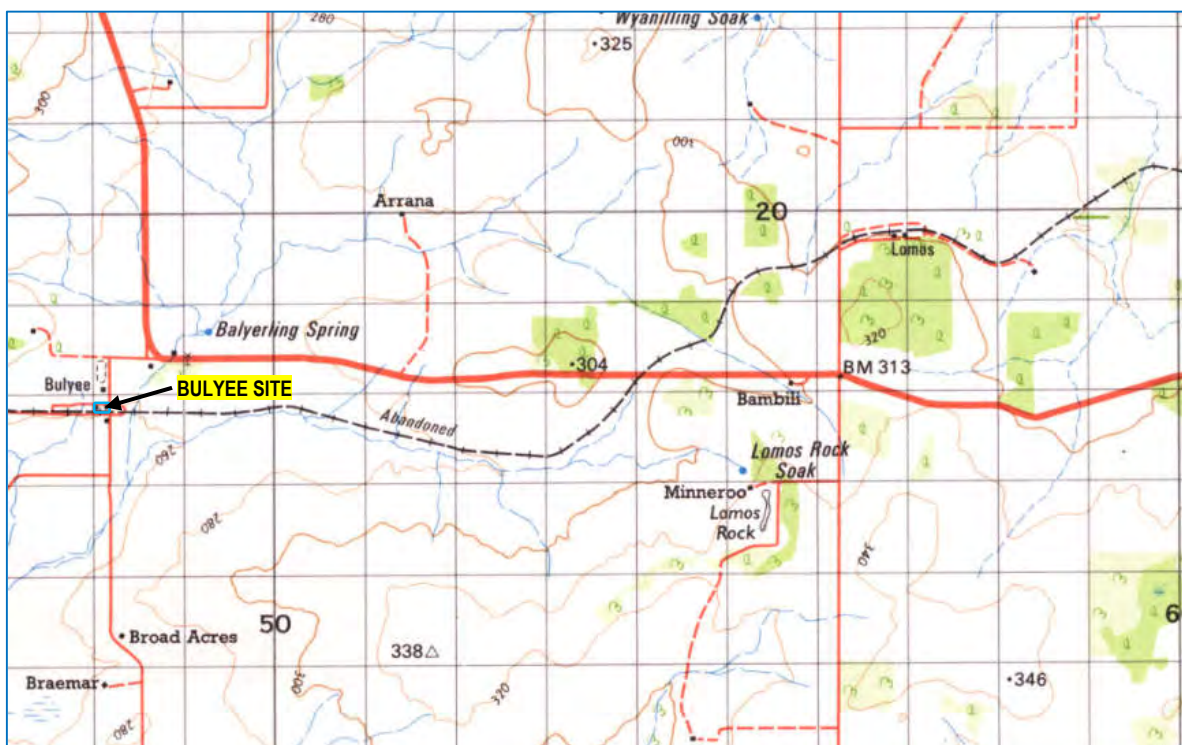 280
Wyanilling Soak
325
300
001
Arrana
20
Lomos
Balyerling Spring
320
304
BM 313
Bulyee
BULYEE SITE
Bambili
Abandoned
Lomos Rock
Soak
260
Minneroo
Lomos
Rock
280
340
50
Broad Acres
338
6
300
320
346
Braemar
280